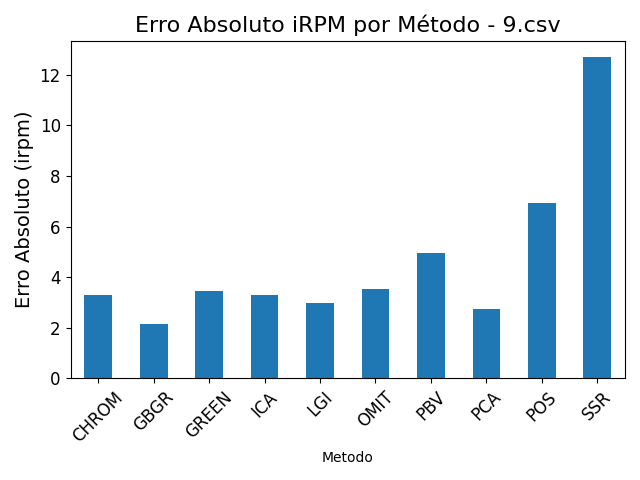 Erro Absoluto iRPM por Método - 9.csv
Erro Absoluto (irpm)
12
10
8
6
4
2
0
CHROM GBGR GREEN ICA LGI OMIT PBV PCA POS SSR
Metodo